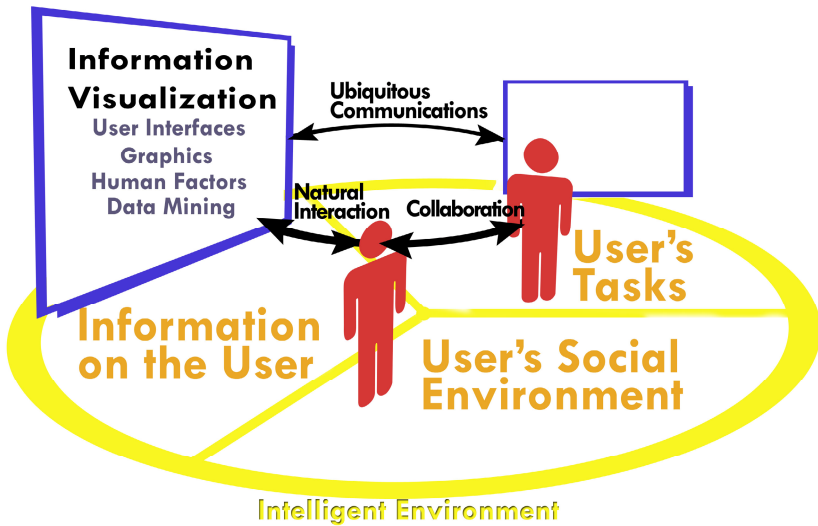 Information
Visualization
User Interfaces
Graphics
Human Factors
Data Mining
Ubiquitous
Communications
Natural
Interaction
Collaboration
User's
Tasks
Information
on the User
User's Social
Environment
Intelligent Environment